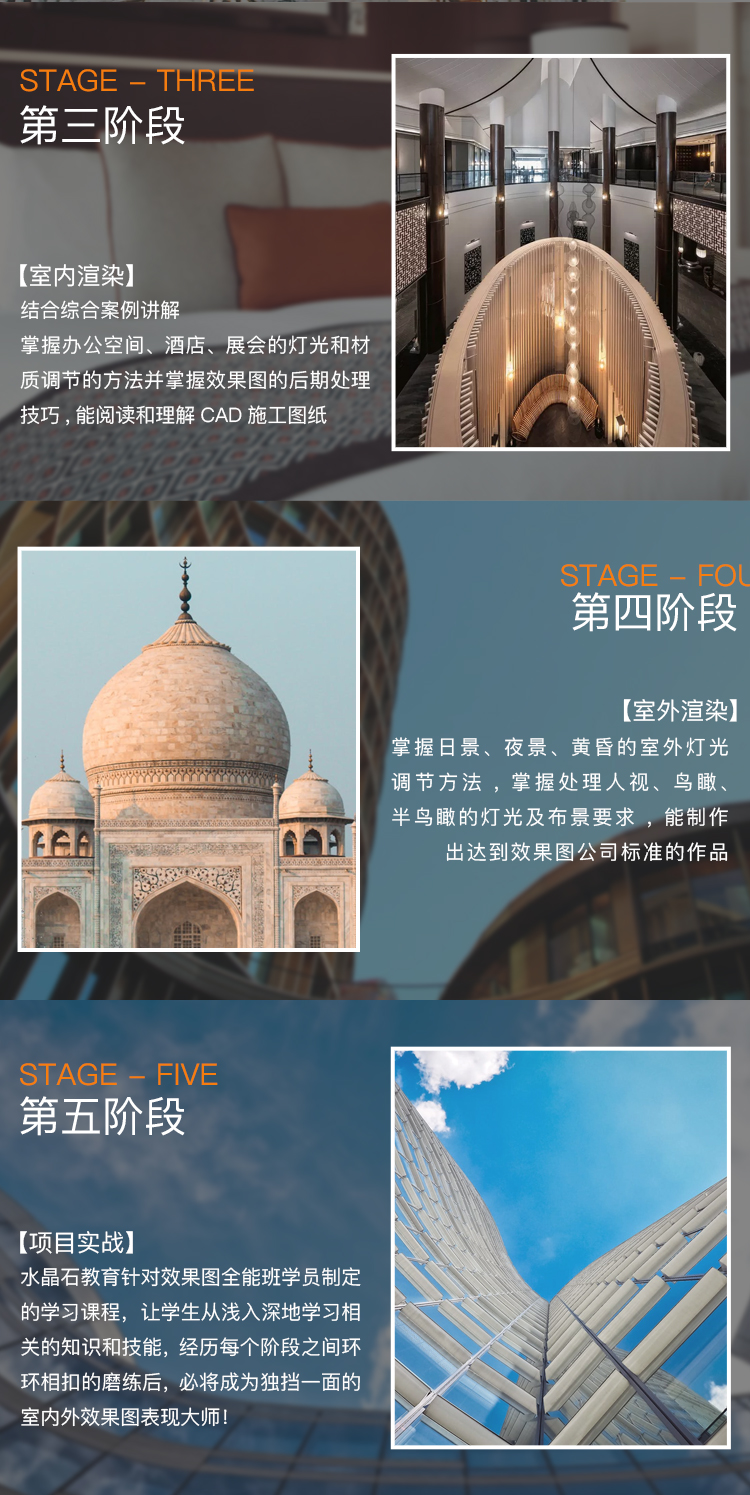 STAGE – THREE
第三阶段
【室内渲染】
结合综合案例讲解
掌握办公空间、酒店、展会的灯光和材
质调节的方法并掌握效果图的后期处理
技巧,能阅读和理解 CAD 施工图纸
STAGE – FOU
第四阶段
【室外渲染】
掌握日景、夜景、黄昏的室外灯光
调节方法,掌握处理人视、鸟瞰、
半鸟瞰的灯光及布景要求,能制作
出达到效果图公司标准的作品
STAGE – FIVE
第五阶段
【项目实战】
水晶石教育针对效果图全能班学员制定
的学习课程,让学生从浅入深地学习相
关的知识和技能,经历每个阶段之间环
环相扣的磨练后,必将成为独挡一面的
室内外效果图表现大师!